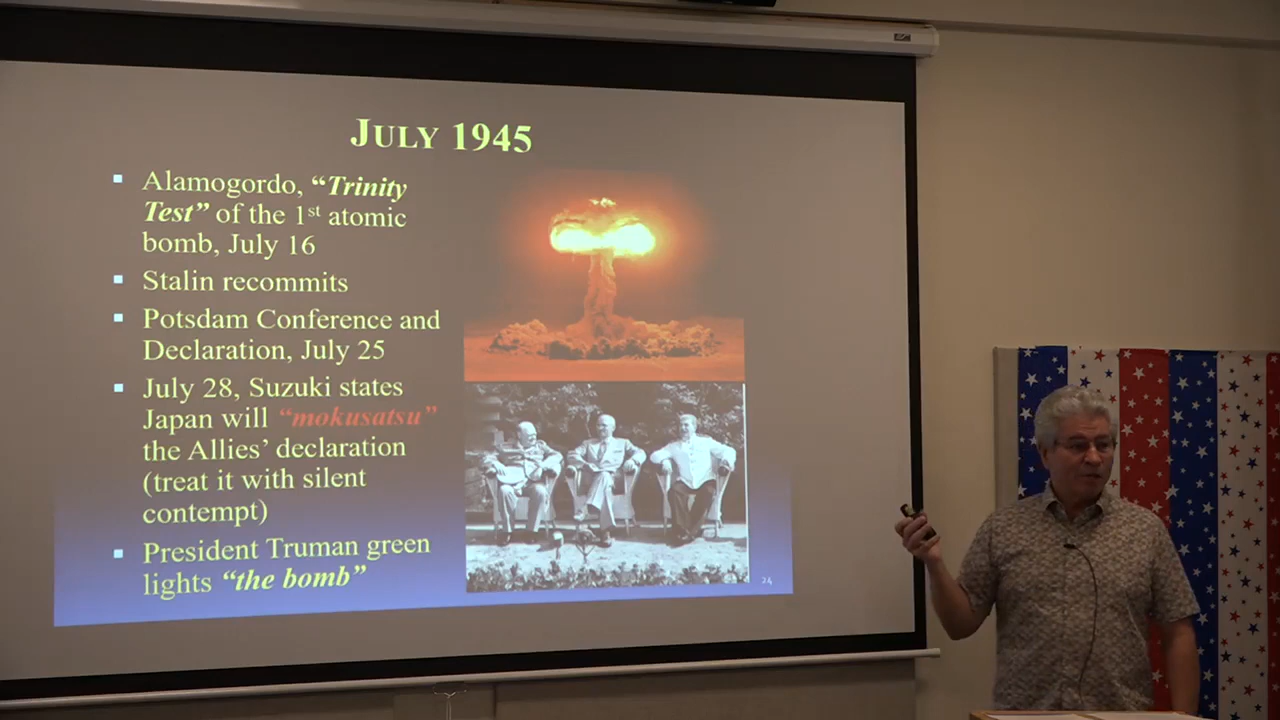 JULY 1945
▪ Alamogordo, “Trinity
Test” of the 1st atomic
bomb, July 16
▪ Stalin recommits
▪ Potsdam Conference and
Declaration, July 25
▪ July 28, Suzuki states
Japan will “mokusatsu”
the Allies’ declaration
(treat it with silent
contempt)
▪ President Truman green
lights “the bomb”
24